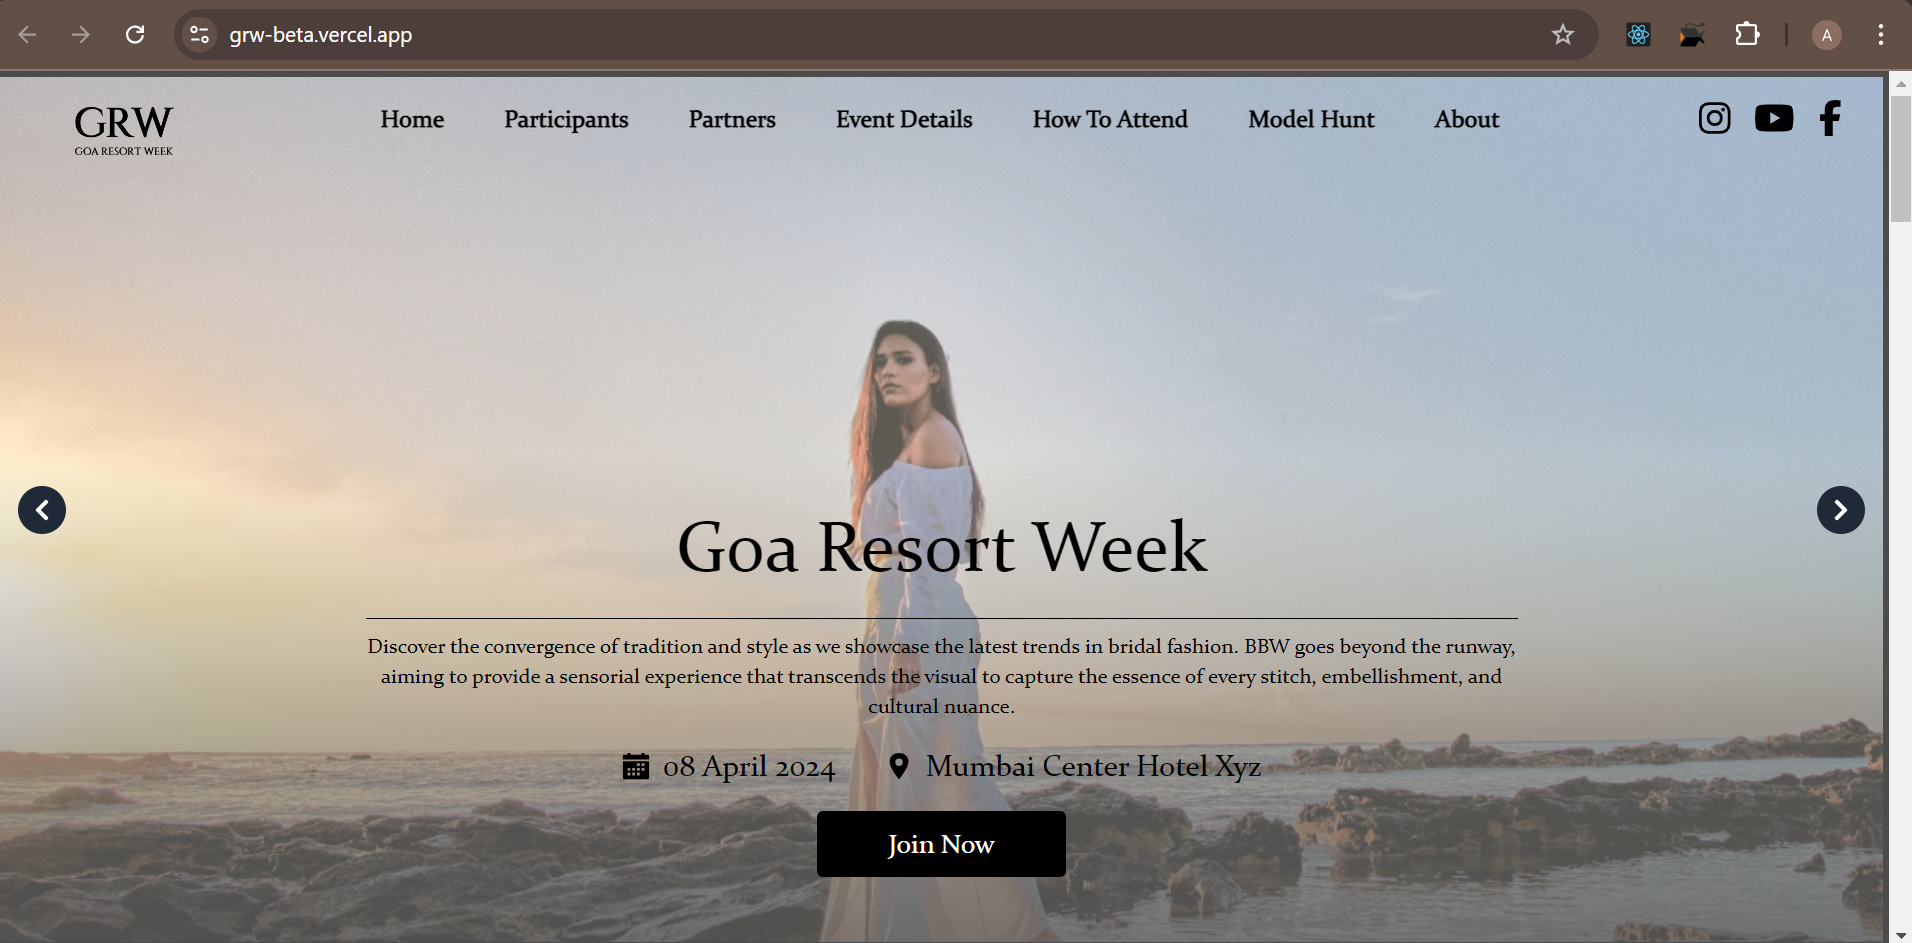 grw-beta.vercel.app
A
GRW
GOA RESORT WEEK
Home Participants Partners Event Details How To Attend Model Hunt About
Goa Resort Week
Discover the convergence of tradition and style as we showcase the latest trends in bridal fashion. BBW goes beyond the runway,
aiming to provide a sensorial experience that transcends the visual to capture the essence of every stitch, embellishment, and
cultural nuance.
08 April 2024 Mumbai Center Hotel Xyz
Join Now